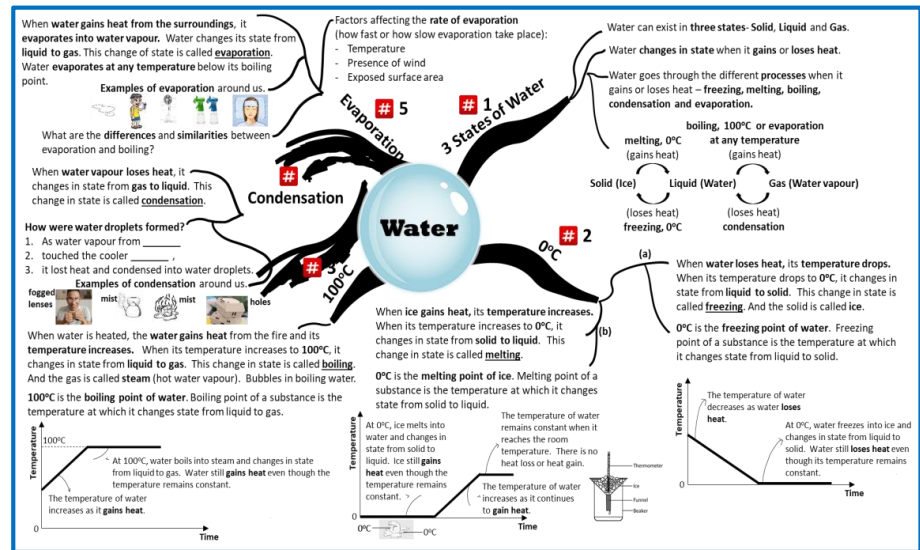 When water gains heat from the surroundings, it
evaporates into water vapour. Water changes its state from
liquid to gas. This change of state is called evaporation.
Water evaporates at any temperature below its boiling
point.
Examples of evaporation around us.
What are the differences and similarities between
evaporation and boiling?
Factors affecting the rate of evaporation
(how fast or how slow evaporation take place):
- Temperature
- Presence of wind
- Exposed surface area
# 5
Evaporation
# 1
3 States of Water
Water can exist in three states- Solid, Liquid and Gas.
Water changes in state when it gains or loses heat.
Water goes through the different processes when it
gains or loses heat – freezing, melting, boiling,
condensation and evaporation.
boiling, 100°C or evaporation
melting, 0°C at any temperature
(gains heat) (gains heat)
Solid (Ice) Liquid (Water) Gas (Water vapour)
(loses heat) (loses heat)
freezing, 0°C condensation
#
Condensation
When water vapour loses heat, it
changes in state from gas to liquid. This
change in state is called condensation.
How were water droplets formed?
1. As water vapour from _______
2. touched the cooler _______ ,
3. it lost heat and condensed into water droplets.
Examples of condensation around us.
fogged
lenses
mist
mist
holes
Water
# 3
100°C
When water is heated, the water gains heat from the fire and its
temperature increases. When its temperature increases to 100°C, it
changes in state from liquid to gas. This change in state is called boiling.
And the gas is called steam (hot water vapour). Bubbles in boiling water.
100°C is the boiling point of water. Boiling point of a substance is the
temperature at which it changes state from liquid to gas.
Temperature
100°C
At 100°C, water boils into steam and changes in state
from liquid to gas. Water still gains heat even though the
temperature remains constant.
The temperature of water
increases as it gains heat.
0
Time
# 2
0°C
(a)
When water loses heat, its temperature drops.
When its temperature drops to 0°C, it changes in
state from liquid to solid. This change in state is
called freezing. And the solid is called ice.
0°C is the freezing point of water. Freezing
point of a substance is the temperature at which
it changes state from liquid to solid.
Temperature
The temperature of water
decreases as water loses
heat.
At 0°C, water freezes into ice and
changes in state from liquid to
solid. Water still loses heat even
though its temperature remains
constant.
0
Time
(b)
When ice gains heat, its temperature increases.
When its temperature increases to 0°C, it
changes in state from solid to liquid. This
change in state is called melting.
0°C is the melting point of ice. Melting point of a
substance is the temperature at which it changes
state from solid to liquid.
Temperature
At 0°C, ice melts into
water and changes in
state from solid to
liquid. Ice still gains
heat even though the
temperature remains
constant.
The temperature of water
remains constant when it
reaches the room
temperature. There is no
heat loss or heat gain.
The temperature of water
increases as it continues
to gain heat.
0
0°C
0°C
Time
Thermometer
Ice
Funnel
Beaker